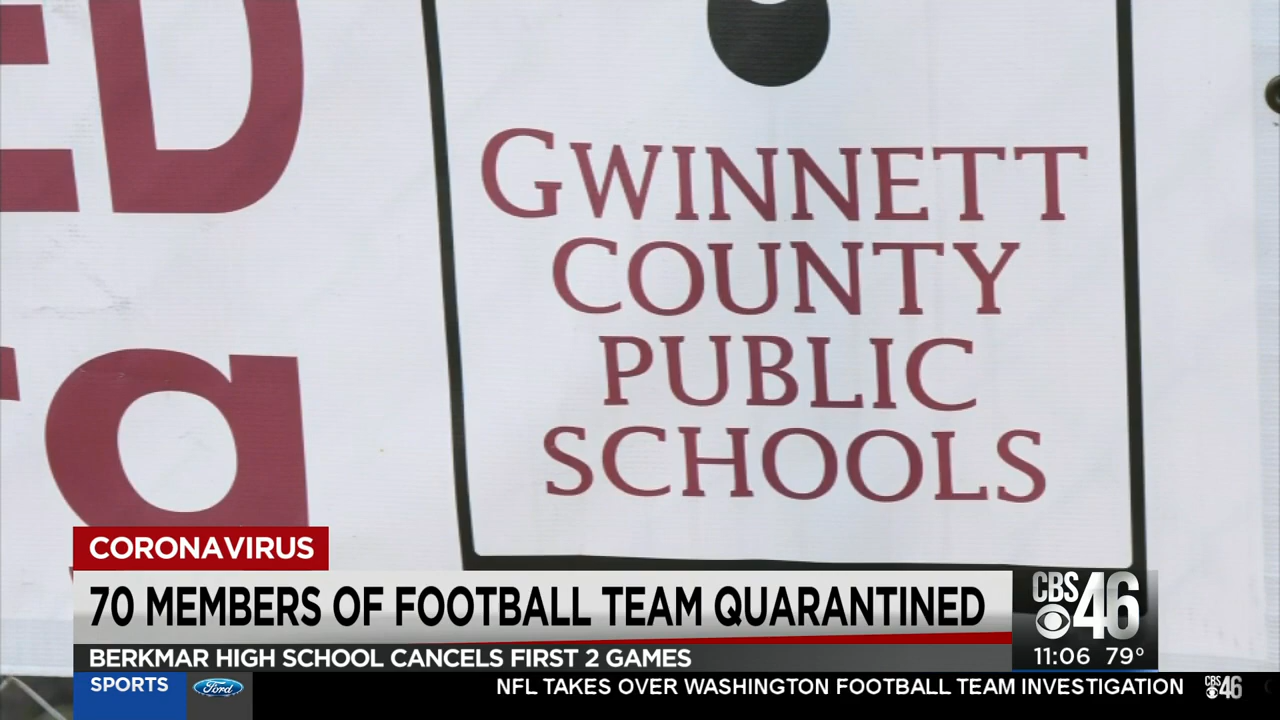 ED
GWINNETT
COUNTY
PUBLIC
SCHOOLS
CORONAVIRUS
70 MEMBERS OF FOOTBALL TEAM QUARANTINED
BERKMAR HIGH SCHOOL CANCELS FIRST 2 GAMES
CBS 46
11:06 79°
SPORTS Ford NFL TAKES OVER WASHINGTON FOOTBALL TEAM INVESTIGATION CBS 46